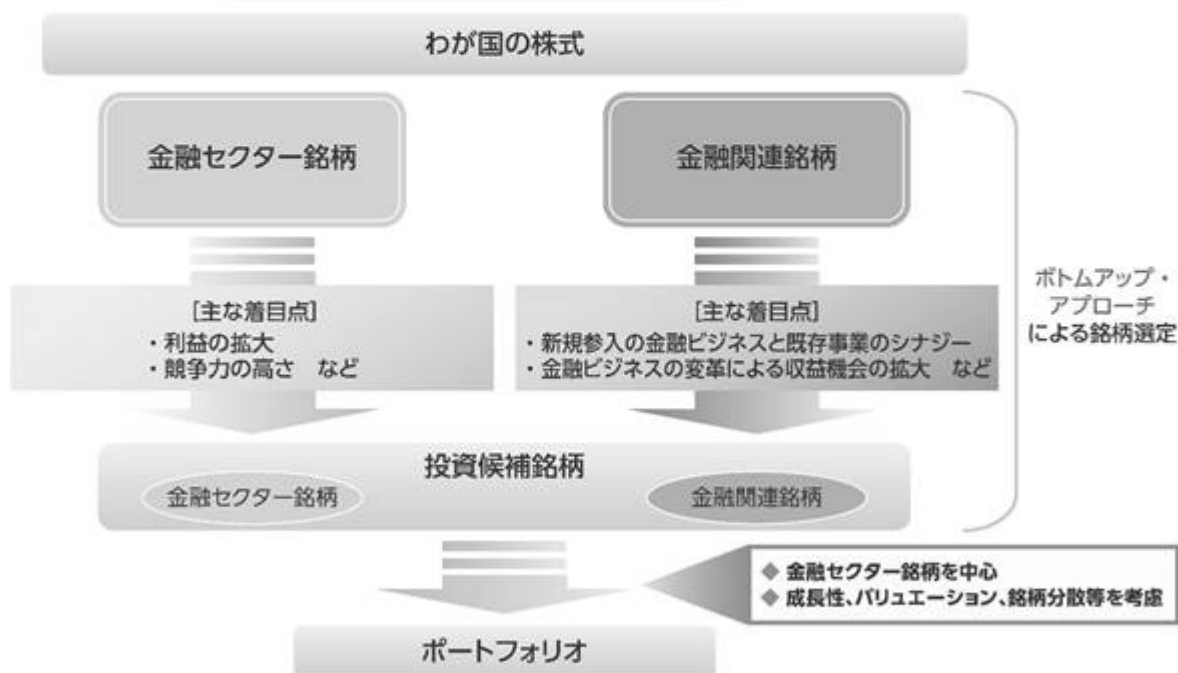 わが国の株式
金融セクター銘柄
金融関連銘柄
[主な着目点]
・利益の拡大
・競争力の高さ　など
[主な着目点]
・新規参入の金融ビジネスと既存事業のシナジー
・金融ビジネスの変革による収益機会の拡大　など
ボトムアップ・
アプローチ
による銘柄選定
投資候補銘柄
金融セクター銘柄
金融関連銘柄
◆ 金融セクター銘柄を中心
◆ 成長性、バリュエーション、銘柄分散等を考慮
ポートフォリオ